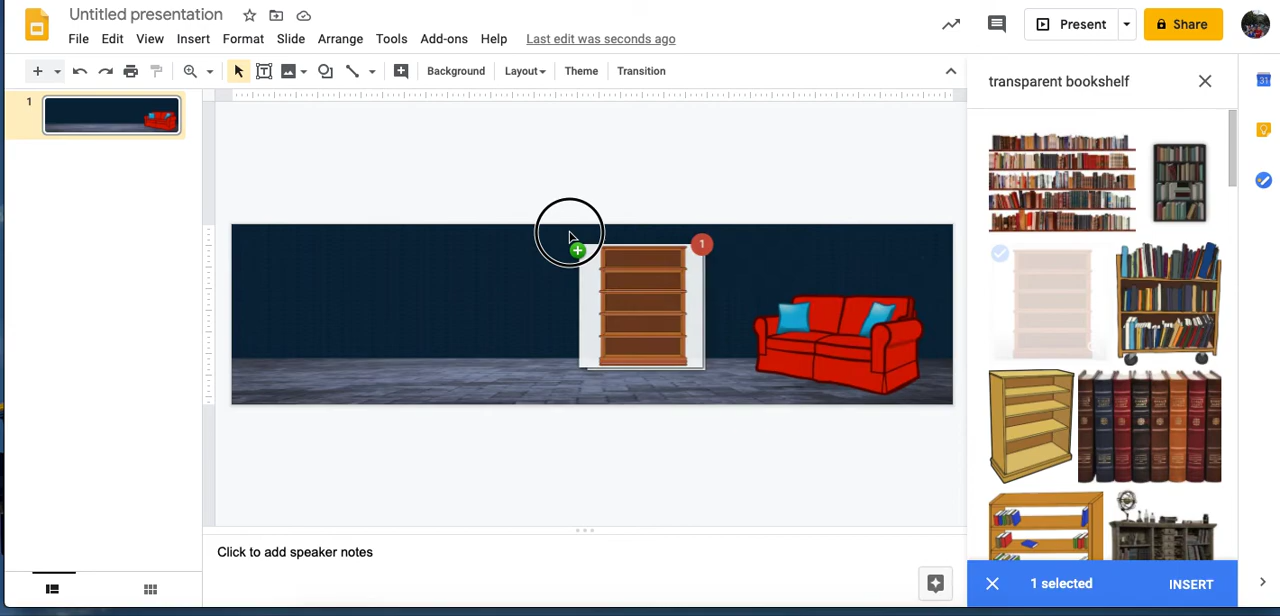 Untitled presentation
File Edit View Insert Format Slide Arrange Tools Add-ons Help Last edit was seconds ago
Present
Share
Background Layout Theme Transition
transparent bookshelf
1
1
31
Click to add speaker notes
1 selected
INSERT